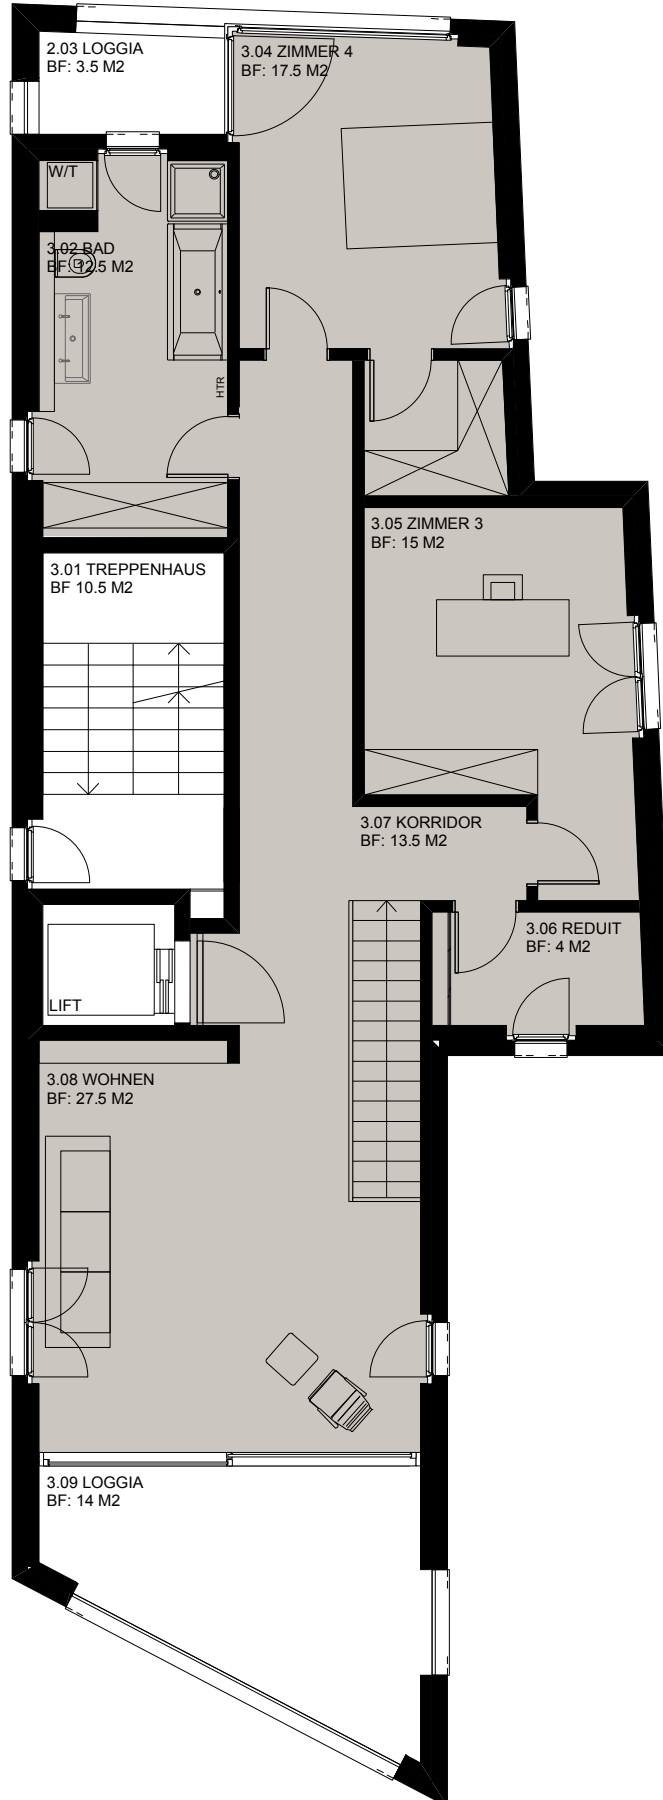 2.03 LOGGIA
BF: 3.5 M2
3.04 ZIMMER 4
BF: 17.5 M2
W/T
3.02 BAD
BF: 12.5 M2
HTR
3.05 ZIMMER 3
BF: 15 M2
3.01 TREPPENHAUS
BF 10.5 M2
3.07 KORRIDOR
BF: 13.5 M2
3.06 REDUIT
BF: 4 M2
LIFT
3.08 WOHNEN
BF: 27.5 M2
3.09 LOGGIA
BF: 14 M2